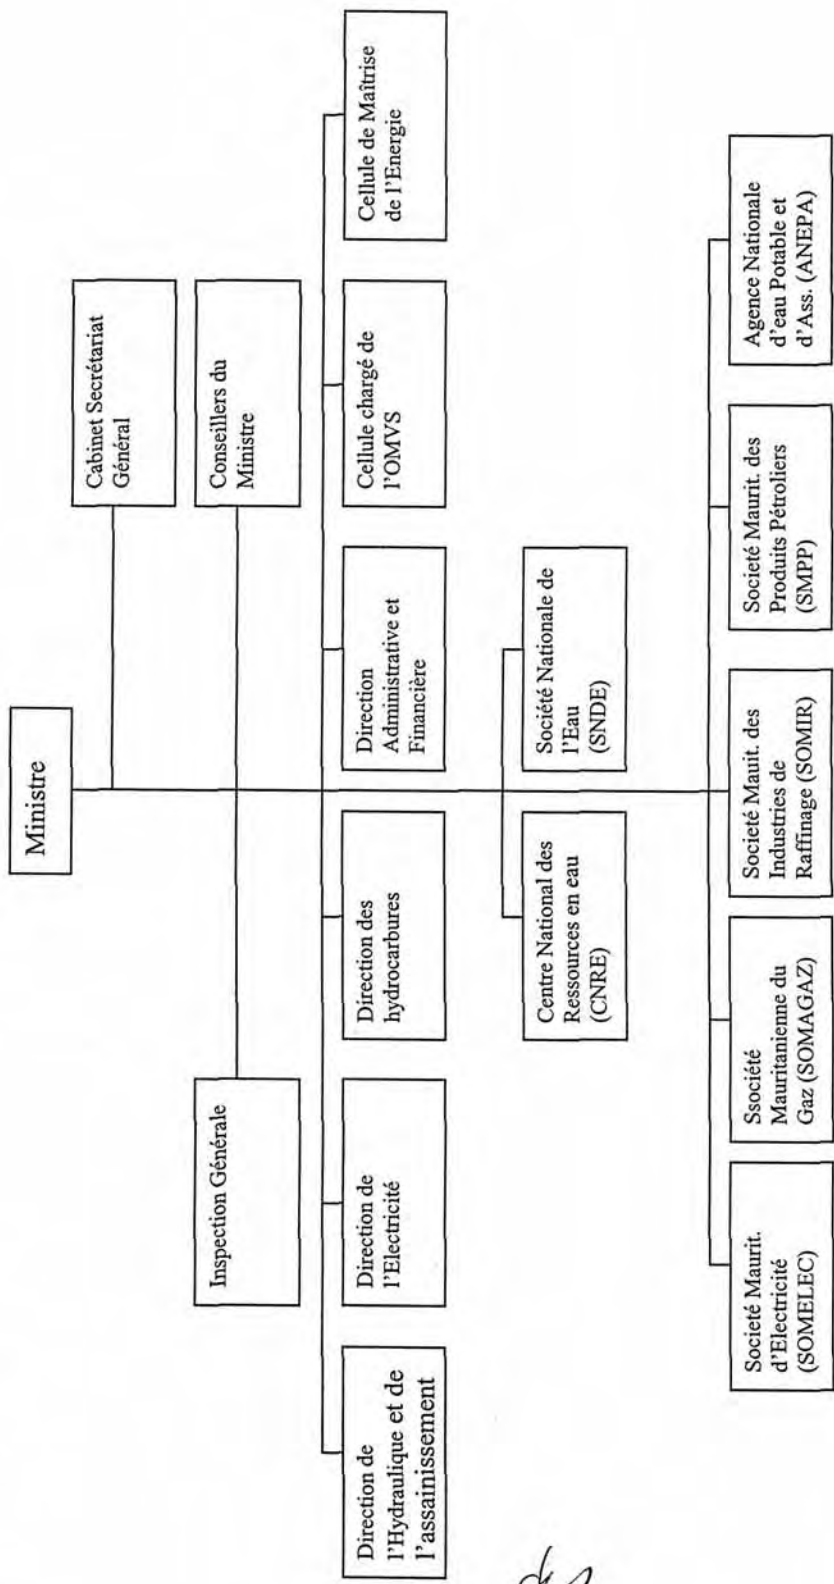 Ministre
Cabinet Secrétariat
Général
Inspection Générale
Conseillers du
Ministre
Direction de
l'Hydraulique et de
l'assainissement
Direction de
l'Electricité
Direction des
hydrocarbures
Direction
Administrative et
Financière
Cellule chargé de
l'OMVS
Cellule de Maîtrise
de l'Energie
Centre National des
Ressources en eau
(CNRE)
Société Nationale de
l'Eau
(SNDE)
Societé Maurit.
d'Electricité
(SOMELEC)
Ssociété
Mauritanienne du
Gaz (SOMAGAZ)
Societé Mauit. des
Industries de
Raffinage (SOMIR)
Societé Maurit. des
Produits Pétroliers
(SMPP)
Agence Nationale
d'eau Potable et
d'Ass. (ANEPA)